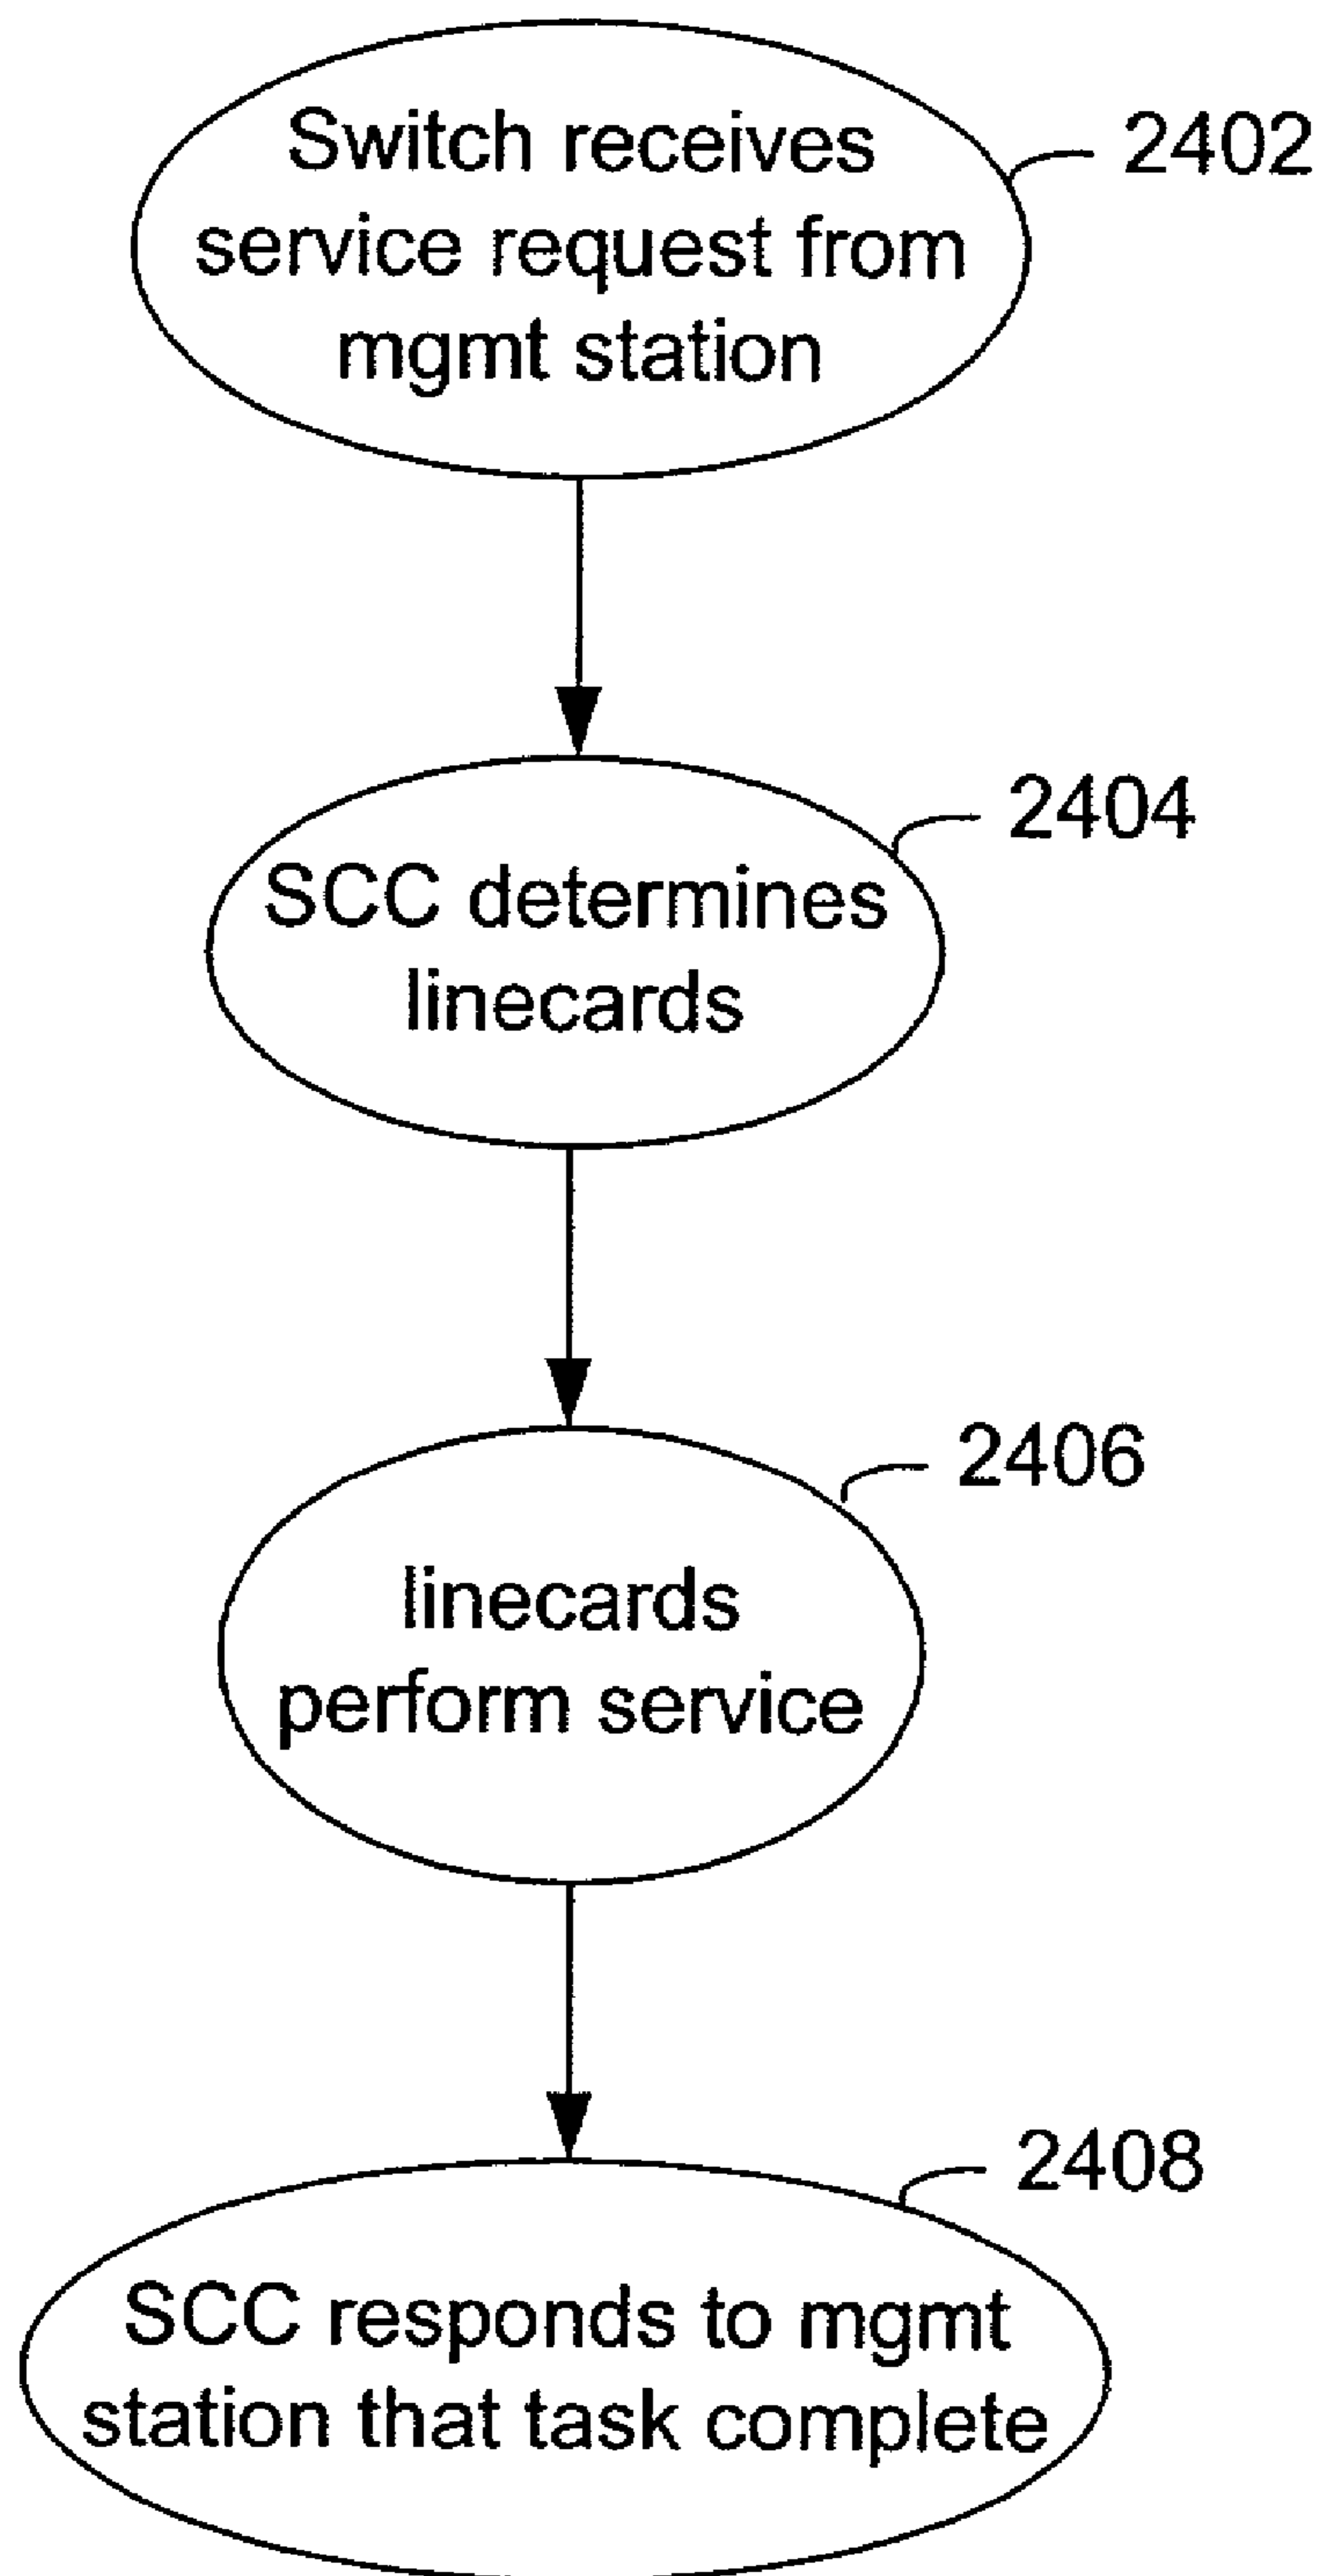 Switch receives
service request from
mgmt station
2402
SCC determines
linecards
2404
linecards
perform service
2406
SCC responds to mgmt
station that task complete
2408